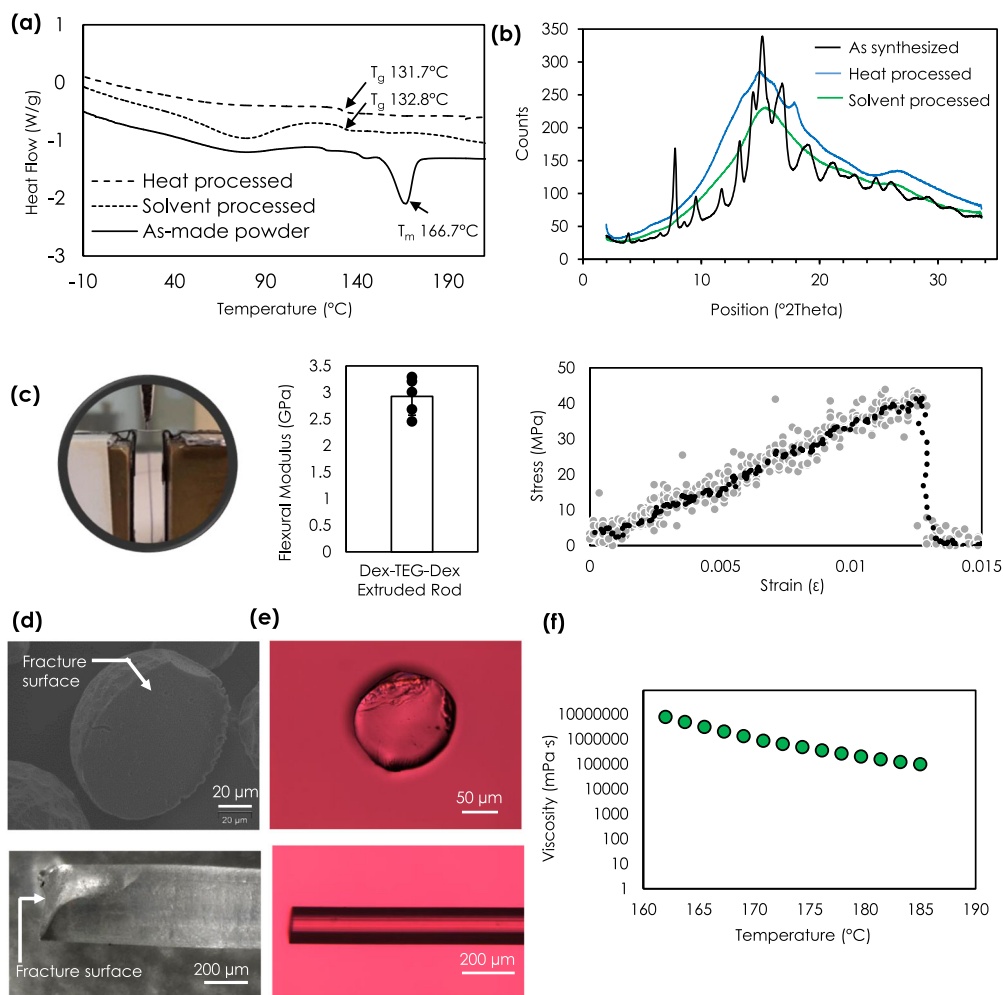 (a)
1
0
-1
-2
-3
Heat Flow (W/g)
T_g 131.7°C
T_g 132.8°C
T_m 166.7°C
Heat processed
Solvent processed
As-made powder
-10
40
90
140
190
Temperature (°C)
(b)
350
300
250
200
150
100
50
0
Counts
As synthesized
Heat processed
Solvent processed
0
10
20
30
Position (°2Theta)
(c)
3.5
3
2.5
2
1.5
1
0.5
0
Flexural Modulus (GPa)
Dex-TEG-Dex
Extruded Rod
50
40
30
20
10
0
Stress (MPa)
0
0.005
0.01
0.015
Strain (ε)
(d)
Fracture
surface
20 µm
20 µm
Fracture surface
200 µm
(e)
50 µm
200 µm
(f)
10000000
1000000
100000
10000
1000
100
10
1
Viscosity (mPa·s)
160
165
170
175
180
185
190
Temperature (°C)